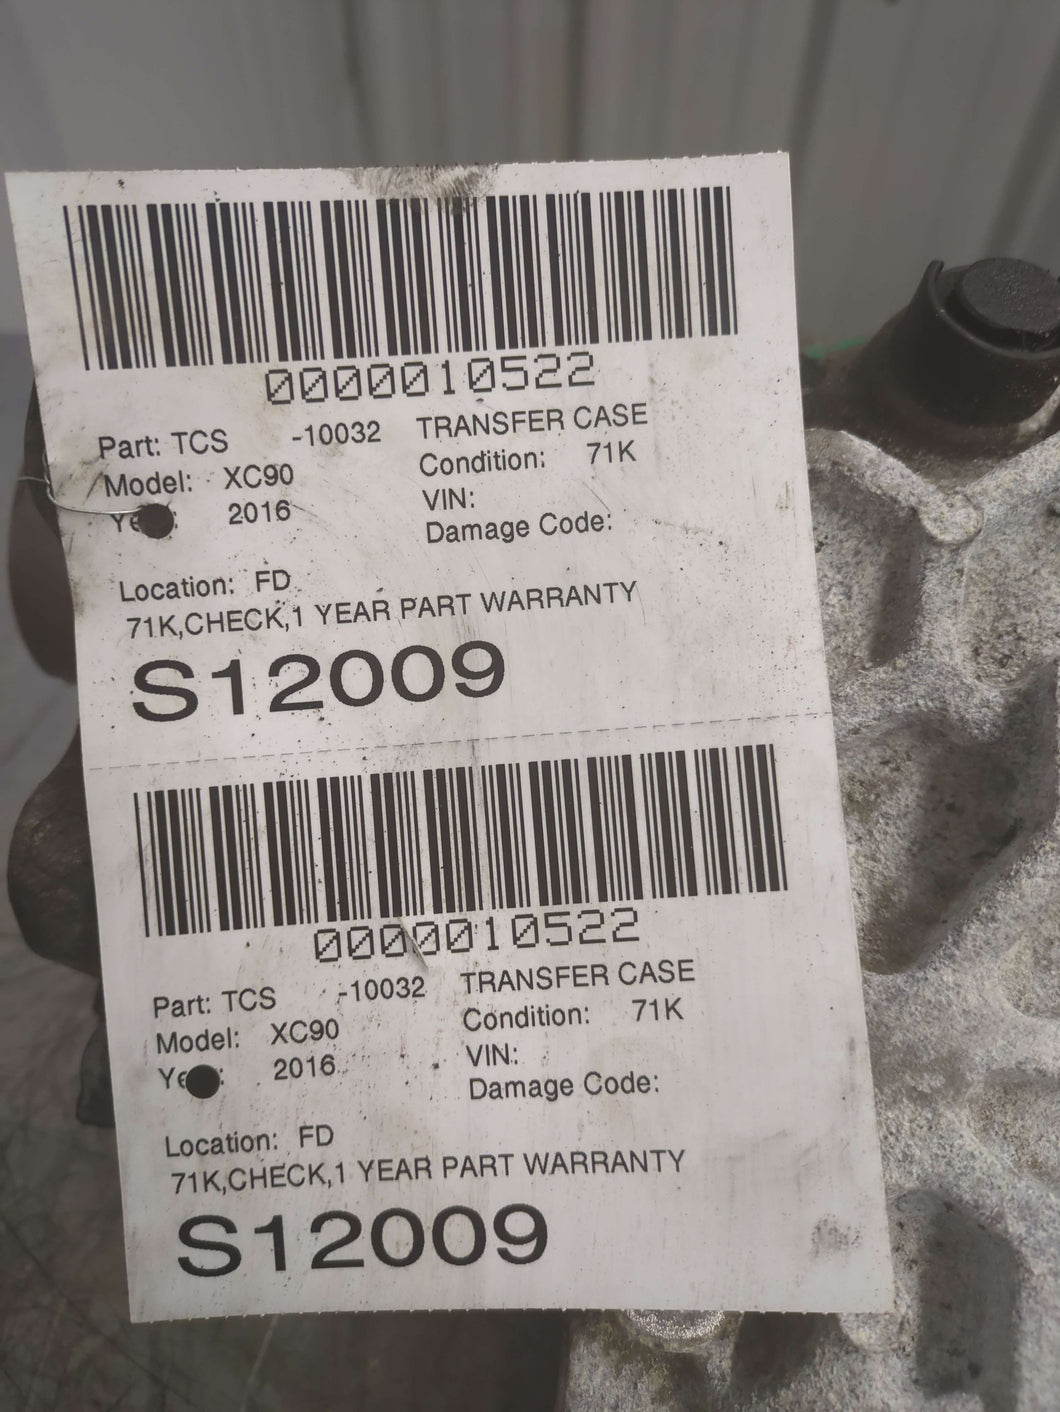 0000010522
Part: TCS -10032 TRANSFER CASE
Model: XC90 Condition: 71K
2016 VIN:
Damage Code:
Location: FD
71K,CHECK,1 YEAR PART WARRANTY
S12009
0000010522
Part: TCS -10032 TRANSFER CASE
Model: XC90 Condition: 71K
2016 VIN:
Damage Code:
Location: FD
71K,CHECK,1 YEAR PART WARRANTY
S12009